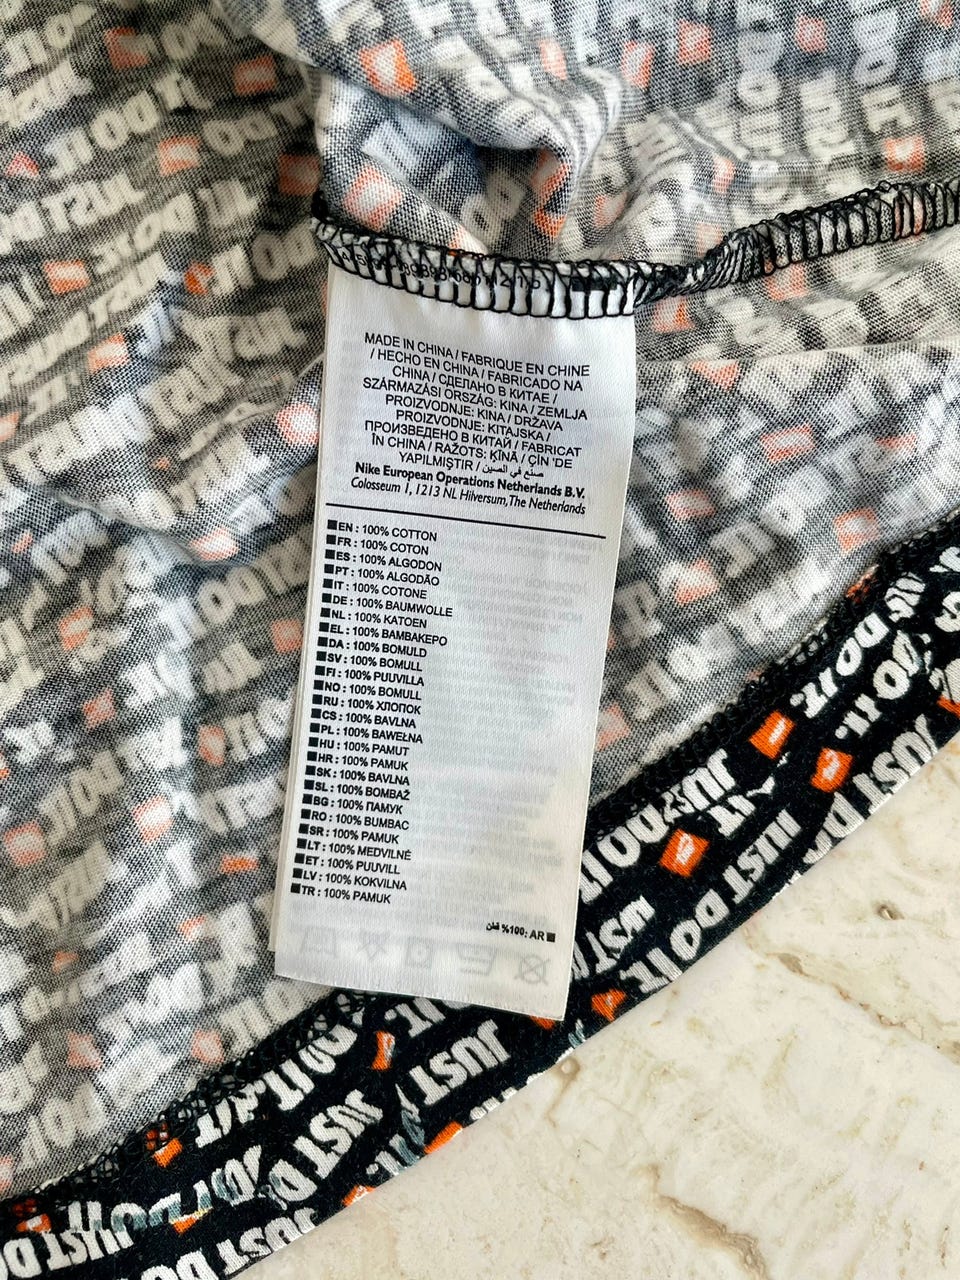 MADE IN CHINA / FABRIQUE EN CHINE
/ HECHO EN CHINA / FABRICADO NA
CHINA / СДЕЛАНО В КИТАЕ /
SZÁRMAZÁSI ORSZÁG: KINA / ZEMLJA
PROIZVODNJE: KINA / DRŽAVA
PROIZVODNJE: KITAJSKA /
ПРОИЗВЕДЕНО В КИТАЙ / FABRICAT
ÎN CHINA / RAŽOTS: ĶĪNĀ / ÇİN 'DE
YAPILMIŞTIR / صنع في الصين
Nike European Operations Netherlands B.V.
Colosseum 1, 1213 NL Hilversum, The Netherlands
EN : 100% COTTON
FR : 100% COTON
ES : 100% ALGODON
PT : 100% ALGODÃO
IT : 100% COTONE
DE : 100% BAUMWOLLE
NL : 100% KATOEN
EL : 100% ΒΑΜΒΑΚΕΡΟ
DA : 100% BOMULD
SV : 100% BOMULL
FI : 100% PUUVILLA
NO : 100% BOMULL
RU : 100% ХЛОПОК
CS : 100% BAVLNA
PL : 100% BAWEŁNA
HU : 100% PAMUT
HR : 100% PAMUK
SK : 100% BAVLNA
SL : 100% BOMBAŽ
BG : 100% ПАМУК
RO : 100% BUMBAC
SR : 100% PAMUK
LT : 100% MEDVILNĖ
ET : 100% PUUVILL
LV : 100% KOKVILNA
TR : 100% PAMUK
AR :100% قطن
JUST DO IT.
JUST DO IT.
JUST DO IT.
JUST
JUST DO